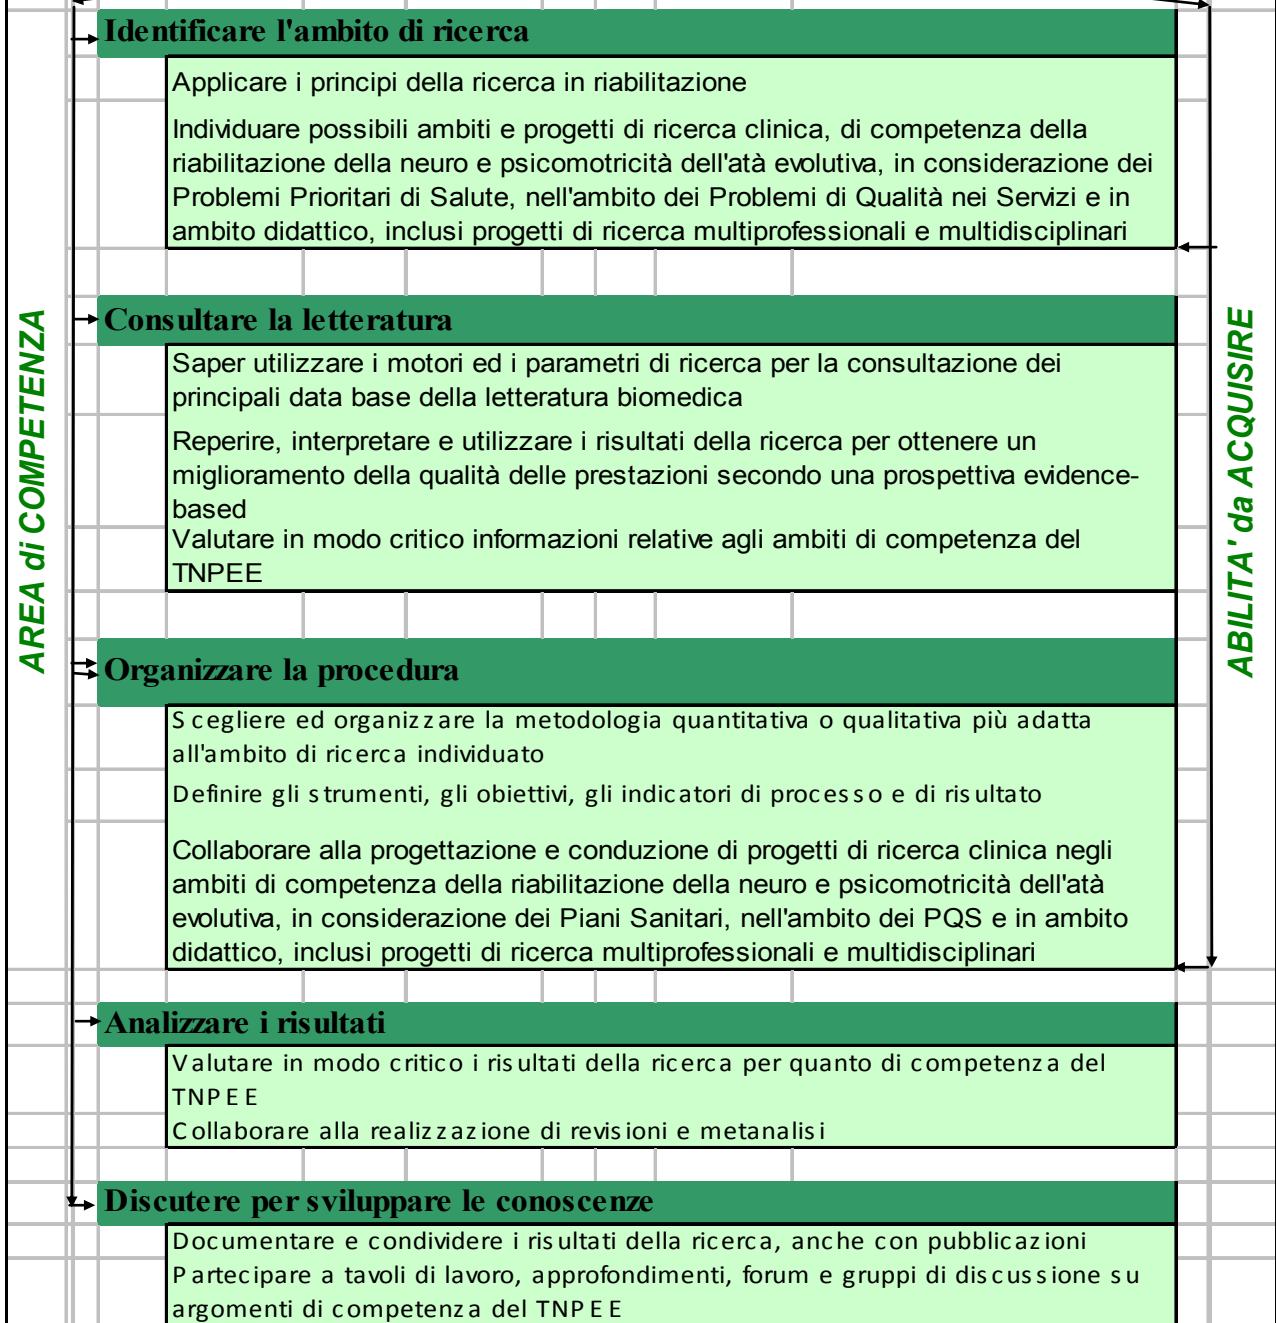 Identificare l'ambito di ricerca
Applicare i principi della ricerca in riabilitazione
Individuare possibili ambiti e progetti di ricerca clinica, di competenza della
riabilitazione della neuro e psicomotricità dell'atà evolutiva, in considerazione dei
Problemi Prioritari di Salute, nell'ambito dei Problemi di Qualità nei Servizi e in
ambito didattico, inclusi progetti di ricerca multiprofessionali e multidisciplinari
AREA di COMPETENZA
ABILITA' da ACQUISIRE
Consultare la letteratura
Saper utilizzare i motori ed i parametri di ricerca per la consultazione dei
principali data base della letteratura biomedica
Reperire, interpretare e utilizzare i risultati della ricerca per ottenere un
miglioramento della qualità delle prestazioni secondo una prospettiva evidence-
based
Valutare in modo critico informazioni relative agli ambiti di competenza del
TNPEE
Organizzare la procedura
Scegliere ed organizzare la metodologia quantitativa o qualitativa più adatta
all'ambito di ricerca individuato
Definire gli strumenti, gli obiettivi, gli indicatori di processo e di risultato
Collaborare alla progettazione e conduzione di progetti di ricerca clinica negli
ambiti di competenza della riabilitazione della neuro e psicomotricità dell'atà
evolutiva, in considerazione dei Piani Sanitari, nell'ambito dei PQS e in ambito
didattico, inclusi progetti di ricerca multiprofessionali e multidisciplinari
Analizzare i risultati
Valutare in modo critico i risultati della ricerca per quanto di competenza del
TNPEE
Collaborare alla realizzazione di revisioni e metanalisi
Discutere per sviluppare le conoscenze
Documentare e condividere i risultati della ricerca, anche con pubblicazioni
Partecipare a tavoli di lavoro, approfondimenti, forum e gruppi di discussione su
argomenti di competenza del TNPEE